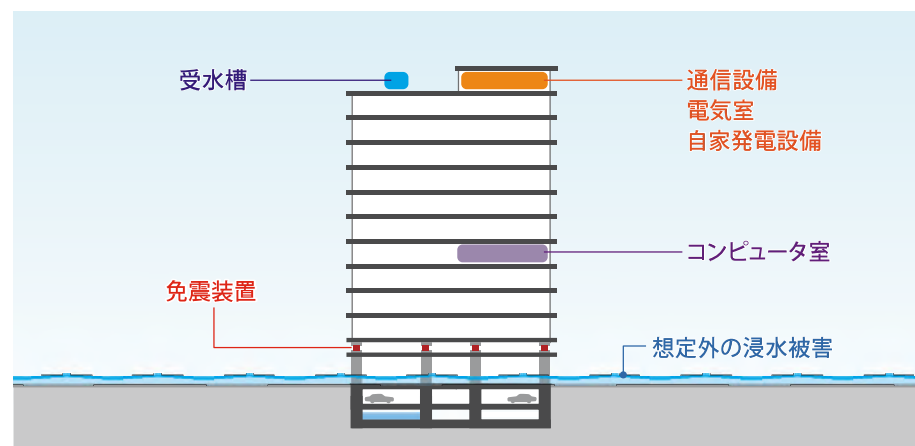 受水槽
通信設備
電気室
自家発電設備
コンピュータ室
免震装置
想定外の浸水被害